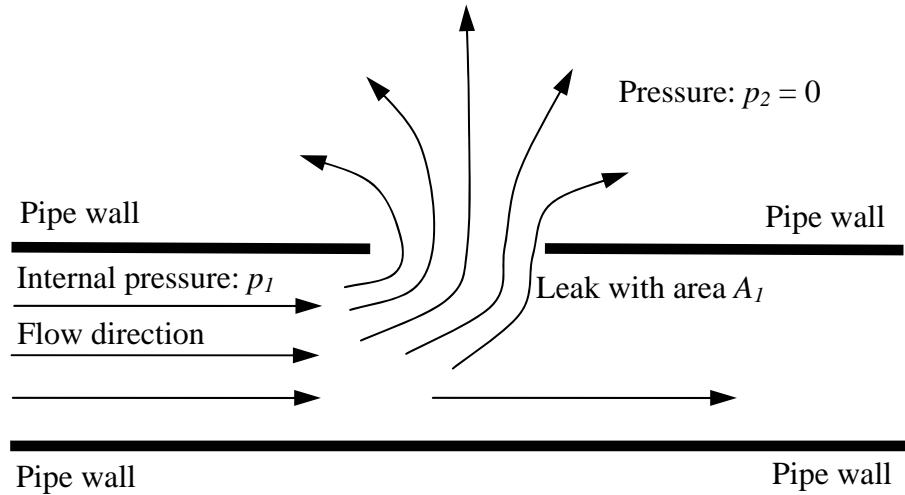 Pressure: p2 = 0
Pipe wall
Pipe wall
Internal pressure: p1
Leak with area A1
Flow direction
Pipe wall
Pipe wall